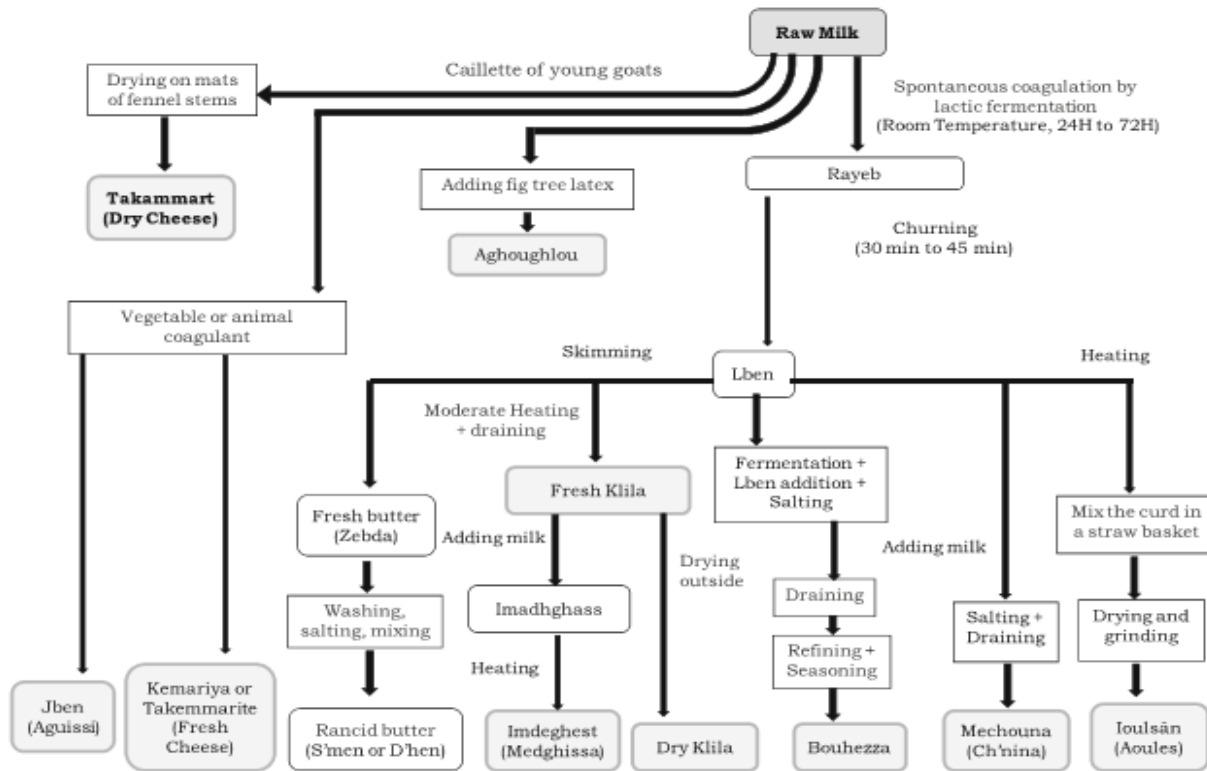 Raw Milk
Drying on mats
of fennel stems
Caillette of young goats
Spontaneous coagulation by
lactic fermentation
(Room Temperature, 24H to 72H)
Takammart
(Dry Cheese)
Adding fig tree latex
Rayeb
Aghoughlou
Churning
(30 min to 45 min)
Vegetable or animal
coagulant
Skimming
Lben
Heating
Moderate Heating
+ draining
Fresh Klila
Fermentation +
Lben addition +
Salting
Fresh butter
(Zebda)
Adding milk
Drying
outside
Adding milk
Mix the curd in
a straw basket
Washing,
salting, mixing
Imadhghass
Draining
Salting +
Draining
Drying and
grinding
Heating
Refining +
Seasoning
Jben
(Aguissi)
Kemariya or
Takemmarite
(Fresh
Cheese)
Rancid butter
(S'men or D'hen)
Imdeghest
(Medghissa)
Dry Klila
Bouhezza
Mechouna
(Ch'nina)
Ioulsân
(Aoules)